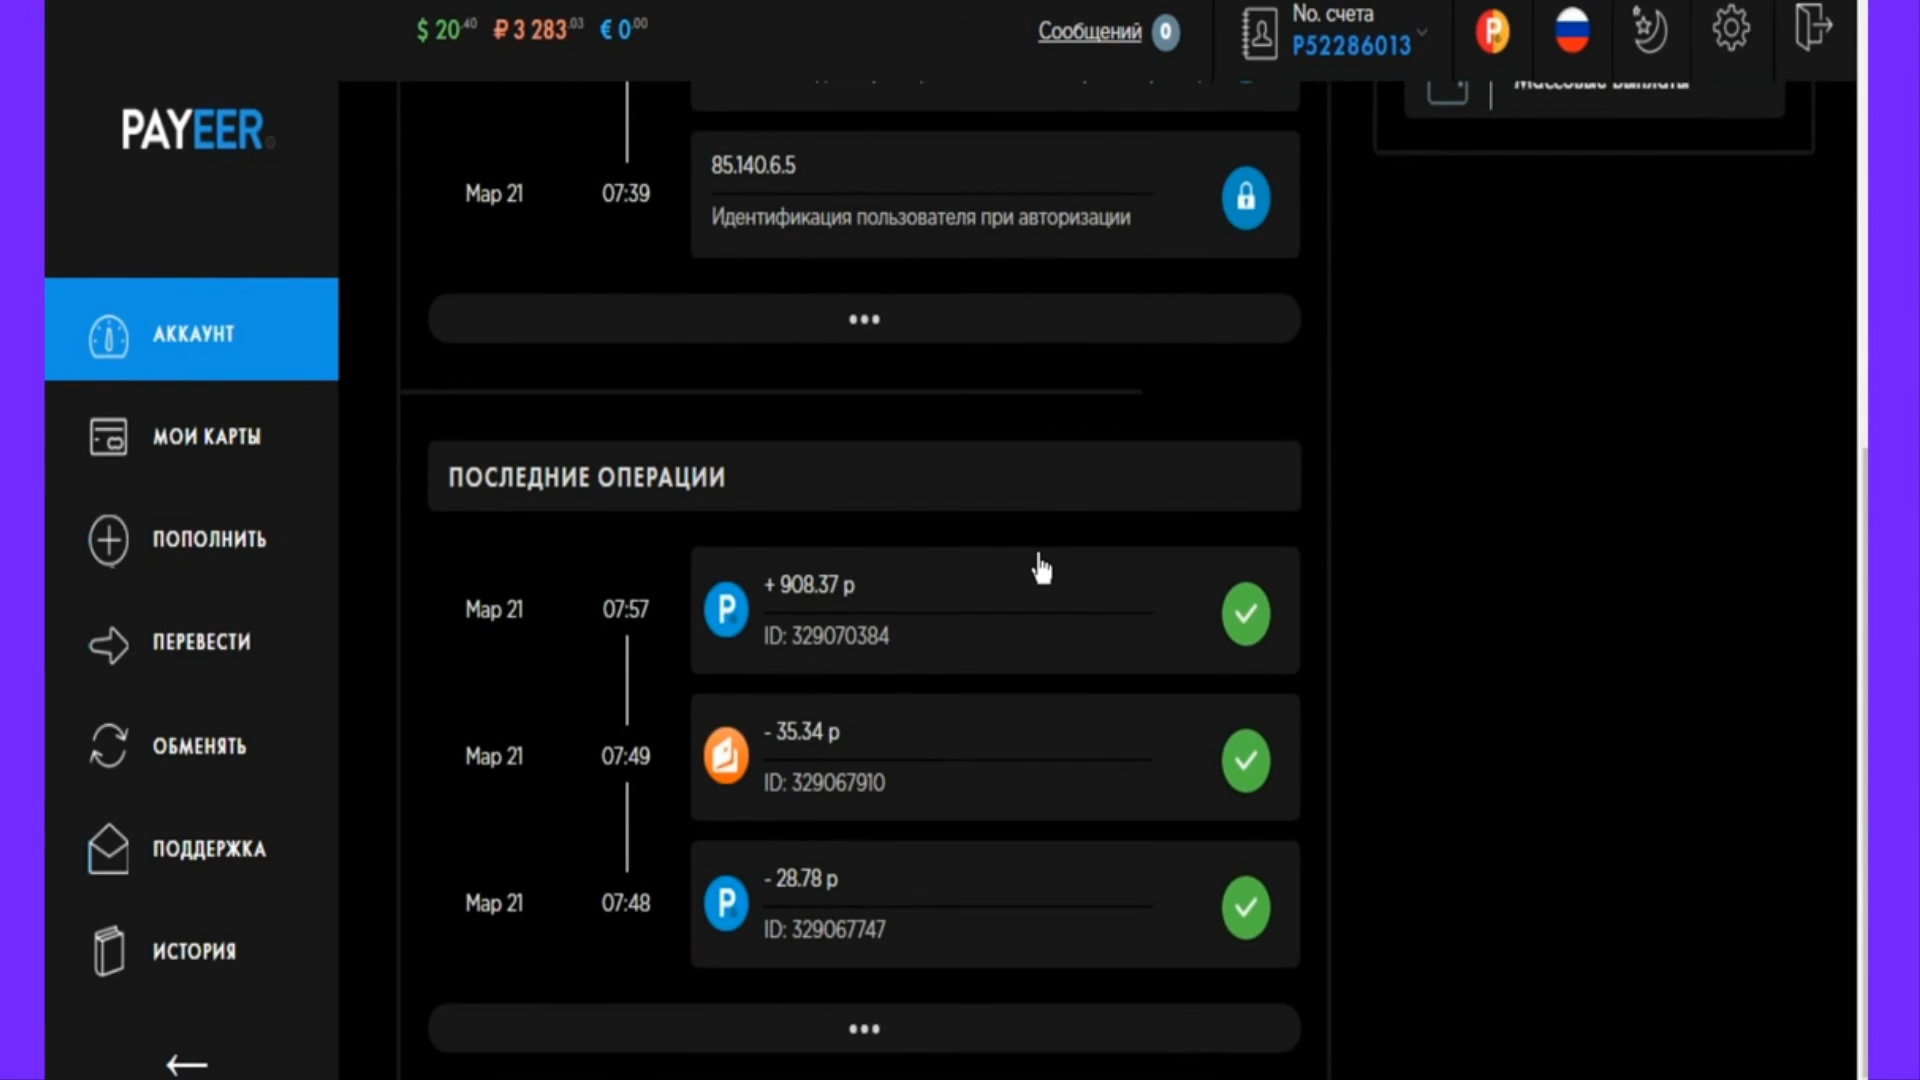 $ 20.40 ₽ 3 283.03 € 0.00
Сообщений 0
No. счета
P52286013
PAYEER
Массовые выплаты
85.140.6.5
Мар 21 07:39
Идентификация пользователя при авторизации
•••
АККАУНТ
МОИ КАРТЫ
ПОПОЛНИТЬ
ПЕРЕВЕСТИ
ОБМЕНЯТЬ
ПОДДЕРЖКА
ИСТОРИЯ
ПОСЛЕДНИЕ ОПЕРАЦИИ
Мар 21 07:57
P
+ 908.37 р
ID: 329070384
Мар 21 07:49
- 35.34 р
ID: 329067910
Мар 21 07:48
P
- 28.78 р
ID: 329067747
•••